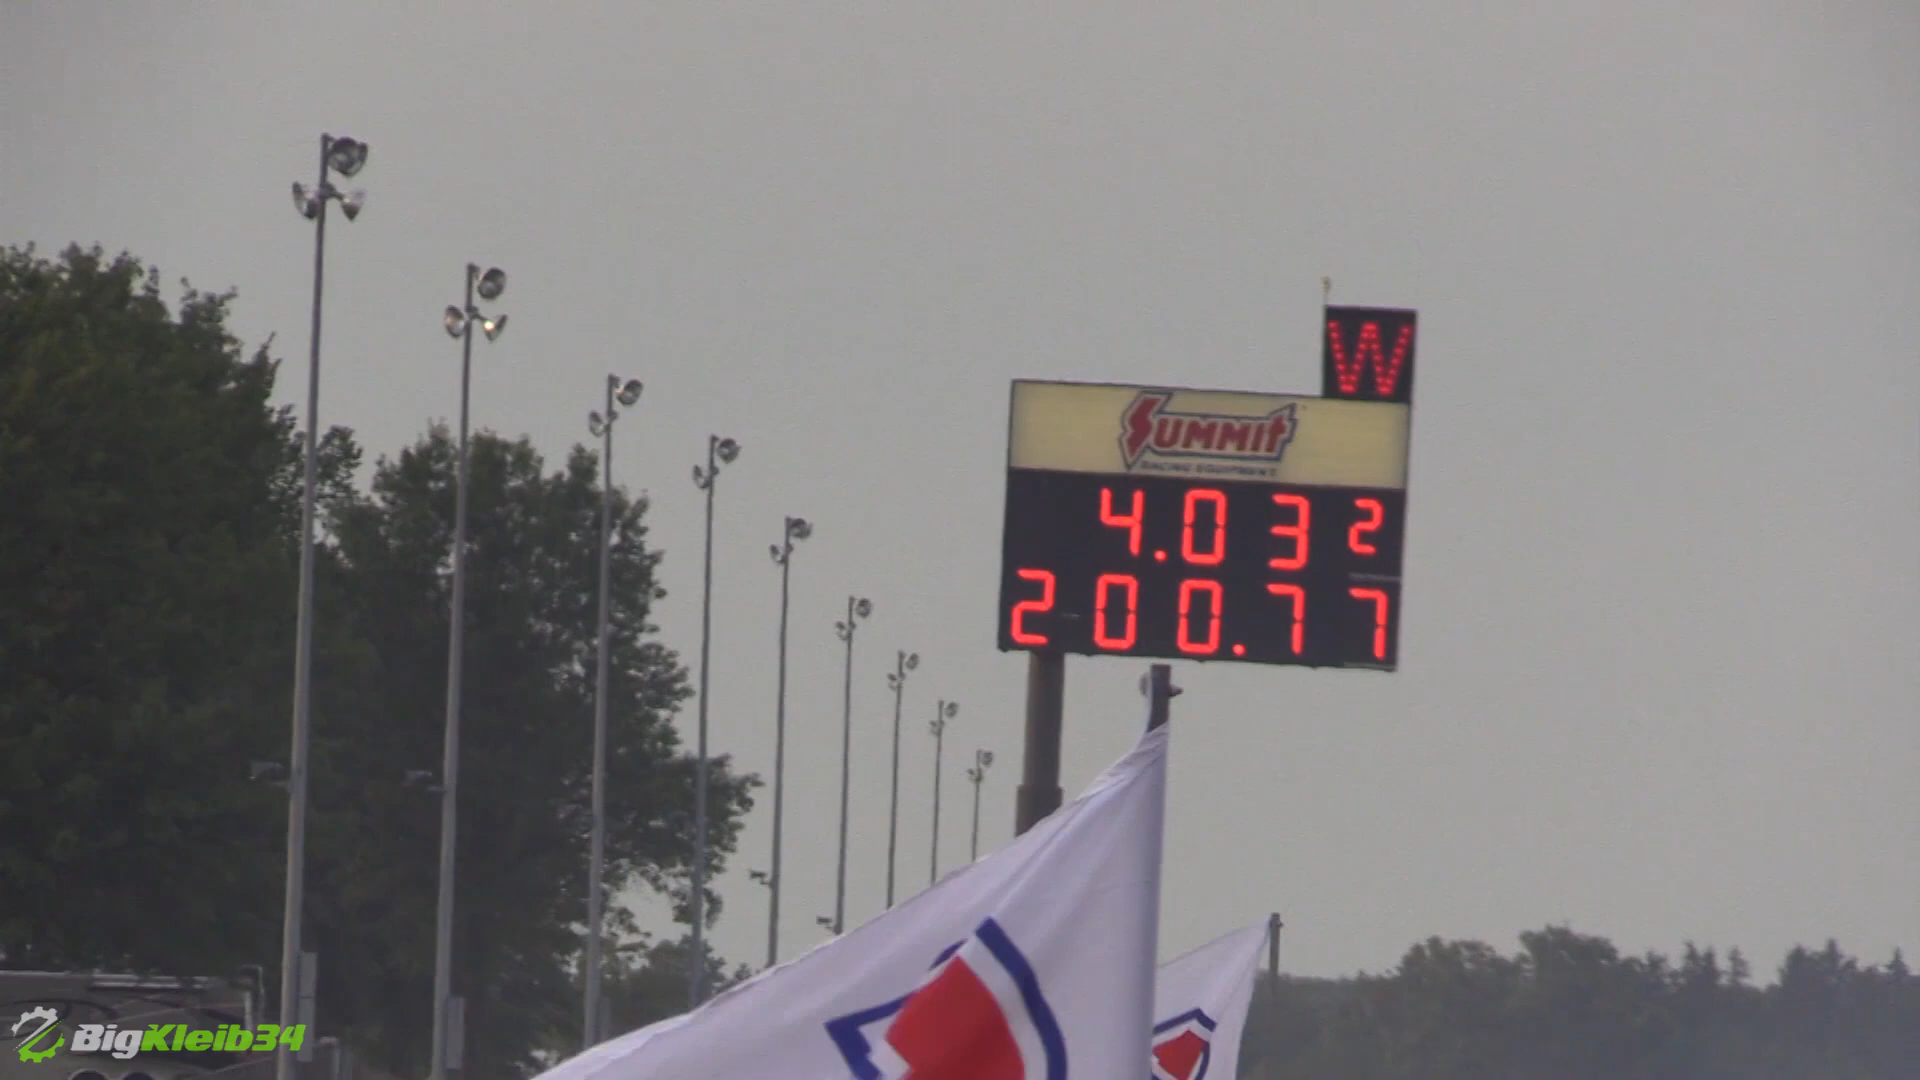 W
SUMMIT
RACING EQUIPMENT
4.032
200.77
BigKleib34